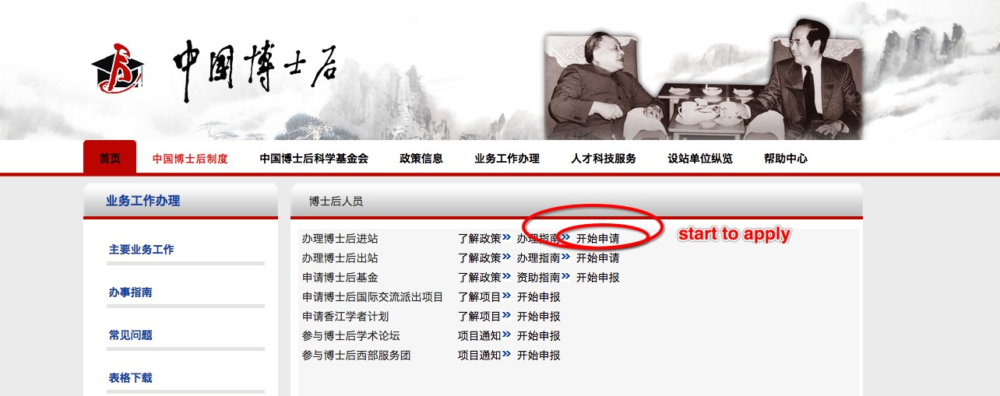 中国博士后
首页 中国博士后制度 中国博士后科学基金会 政策信息 业务工作办理 人才科技服务 设站单位纵览 帮助中心
业务工作办理
主要业务工作
办事指南
常见问题
表格下载
博士后人员
办理博士后进站 了解政策 办理指南 开始申请
start to apply
办理博士后出站 了解政策 办理指南 开始申请
申请博士后基金 了解政策 资助指南 开始申报
申请博士后国际交流派出项目 了解项目 开始申报
申请香江学者计划 了解项目 开始申报
参与博士后学术论坛 项目通知 开始申报
参与博士后西部服务团 项目通知 开始申报